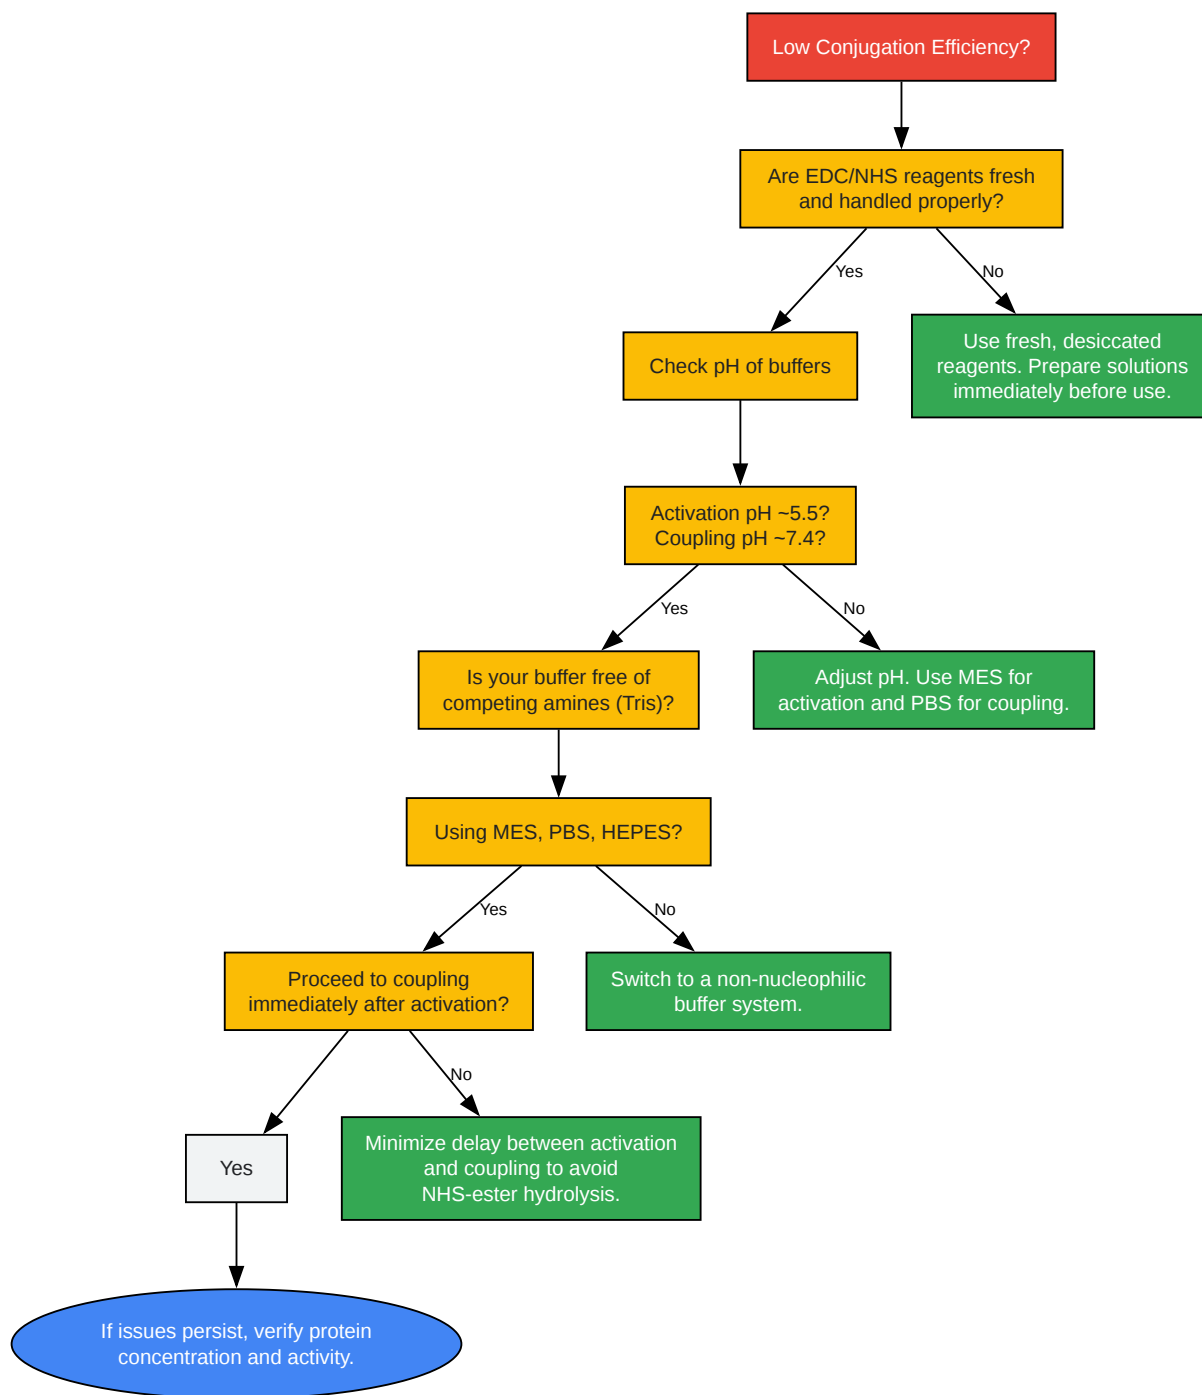 Low Conjugation Efficiency?
Are EDC/NHS reagents fresh
and handled properly?
Yes
No
Check pH of buffers
Use fresh, desiccated
reagents. Prepare solutions
immediately before use.
Activation pH ~5.5?
Coupling pH ~7.4?
Yes
No
Is your buffer free of
competing amines (Tris)?
Adjust pH. Use MES for
activation and PBS for coupling.
Using MES, PBS, HEPES?
Yes
No
Proceed to coupling
immediately after activation?
Switch to a non-nucleophilic
buffer system.
No
Yes
Minimize delay between activation
and coupling to avoid
NHS-ester hydrolysis.
If issues persist, verify protein
concentration and activity.